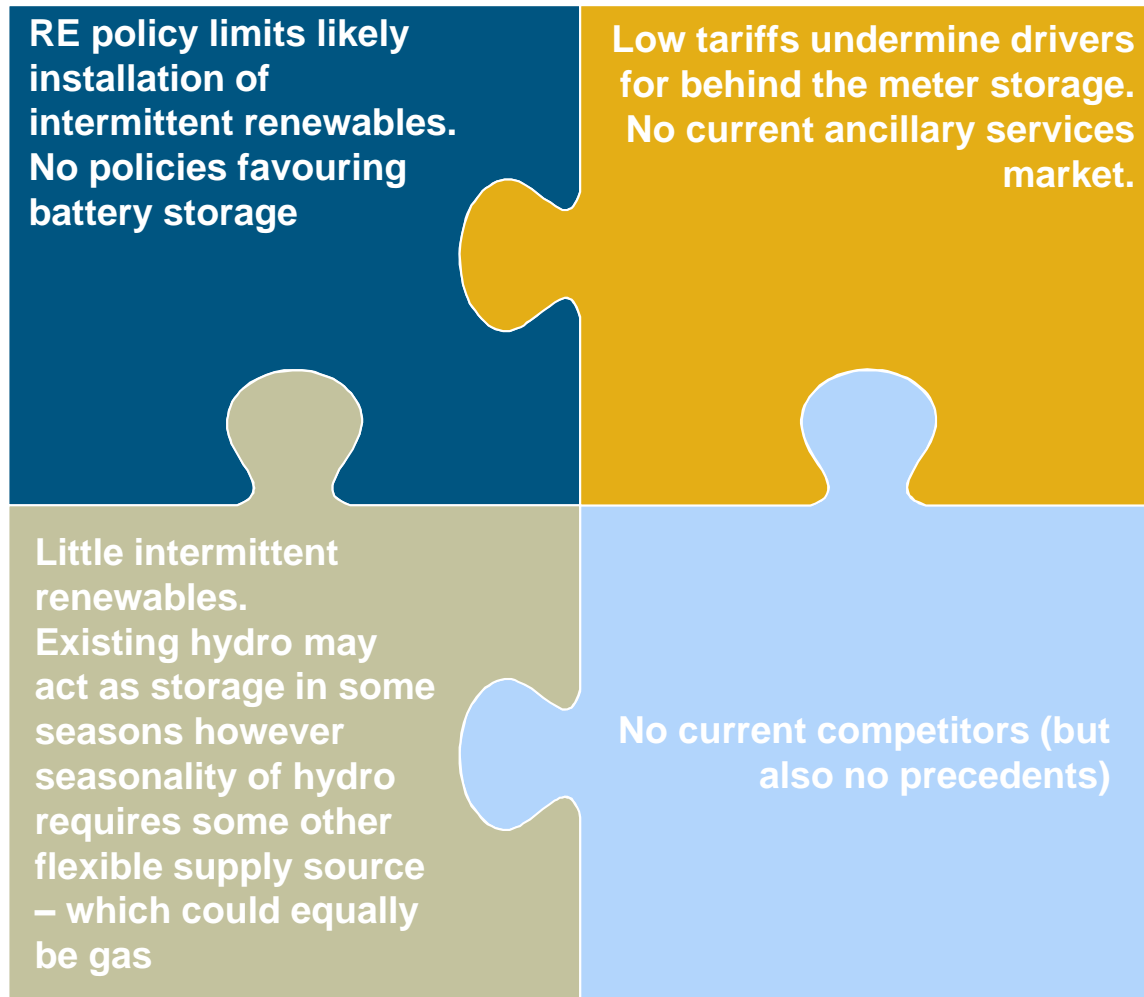 RE policy limits likely
installation of
intermittent renewables.
No policies favouring
battery storage
Low tariffs undermine drivers
for behind the meter storage.
No current ancillary services
market.
Little intermittent
renewables.
Existing hydro may
act as storage in some
seasons however
seasonality of hydro
requires some other
flexible supply source
– which could equally
be gas
No current competitors (but
also no precedents)